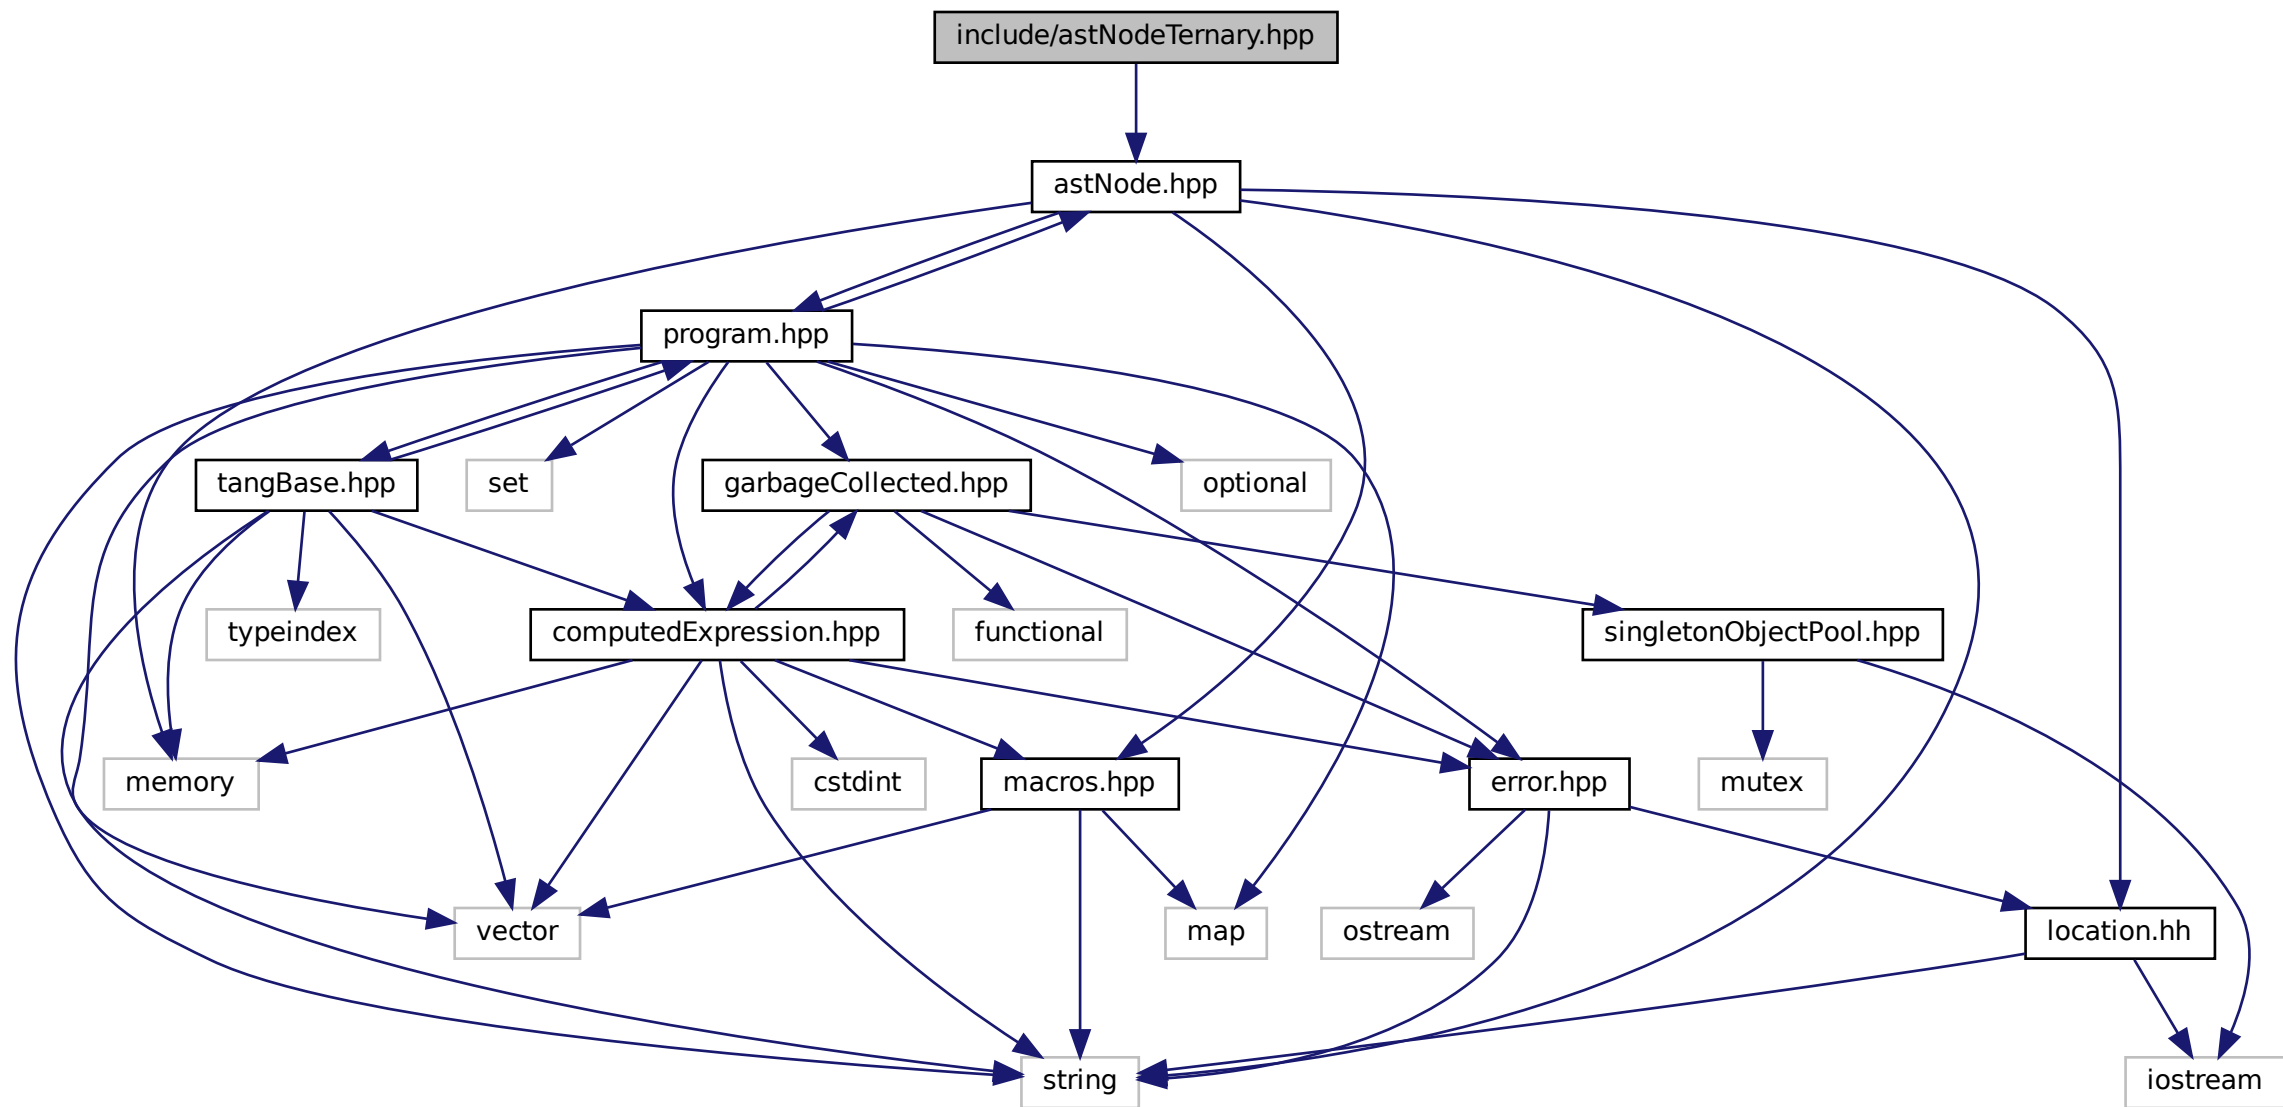 include/astNodeTernary.hpp
astNode.hpp
program.hpp
tangBase.hpp
set
garbageCollected.hpp
optional
typeindex
computedExpression.hpp
functional
singletonObjectPool.hpp
memory
cstdint
macros.hpp
error.hpp
mutex
vector
map
ostream
location.hh
string
iostream